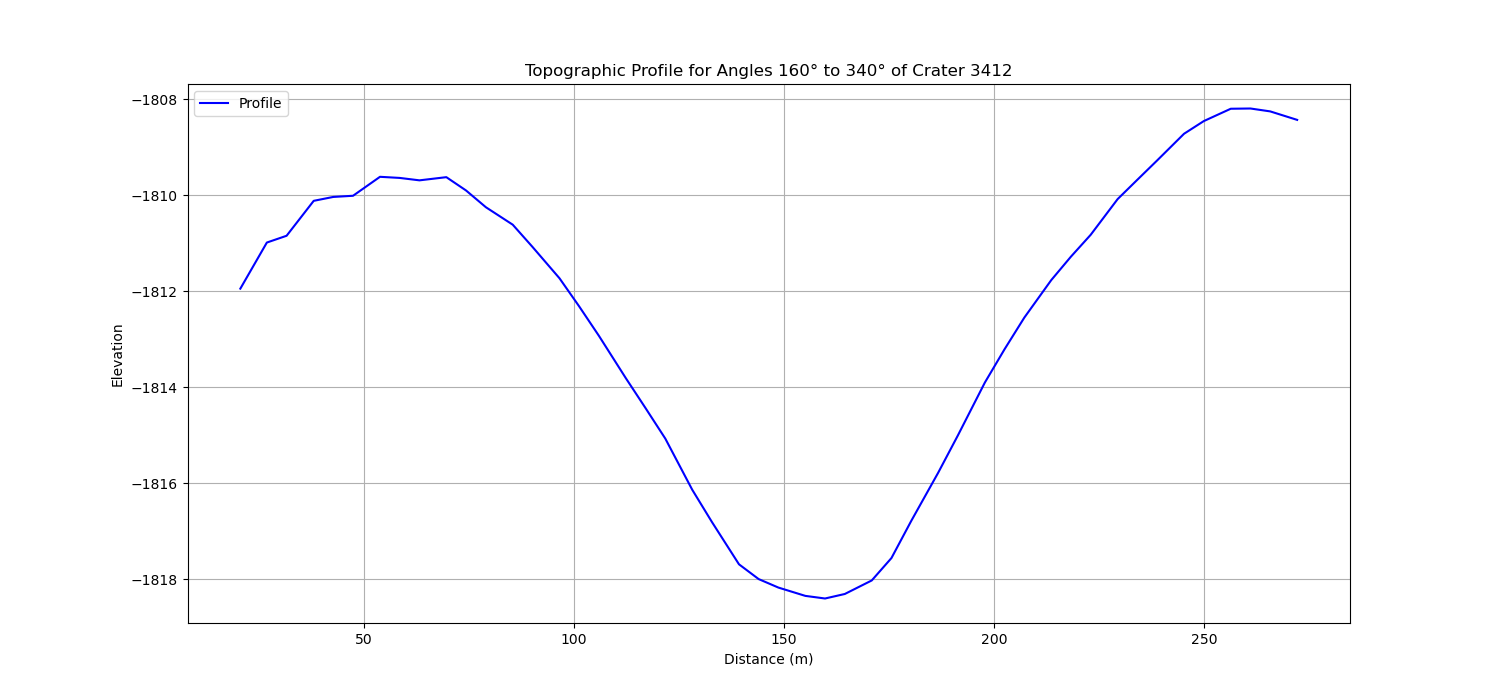 Topographic Profile for Angles 160° to 340° of Crater 3412
Profile
−1808
−1810
−1812
−1814
−1816
−1818
Elevation
50 100 150 200 250
Distance (m)